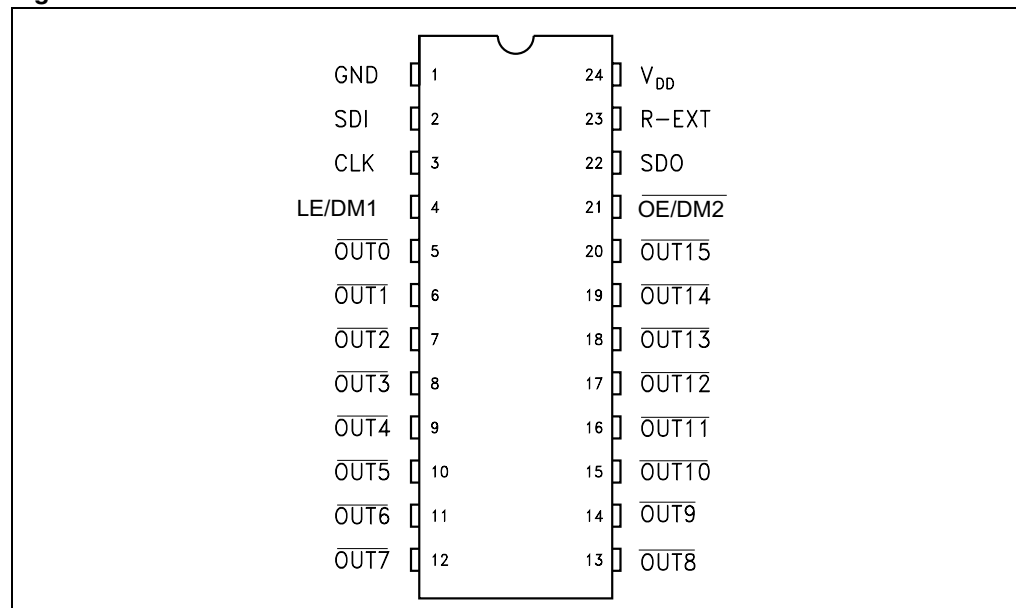 GND 1 24 VDD
SDI 2 23 R-EXT
CLK 3 22 SDO
LE/DM1 4 21 OE/DM2
OUT0 5 20 OUT15
OUT1 6 19 OUT14
OUT2 7 18 OUT13
OUT3 8 17 OUT12
OUT4 9 16 OUT11
OUT5 10 15 OUT10
OUT6 11 14 OUT9
OUT7 12 13 OUT8